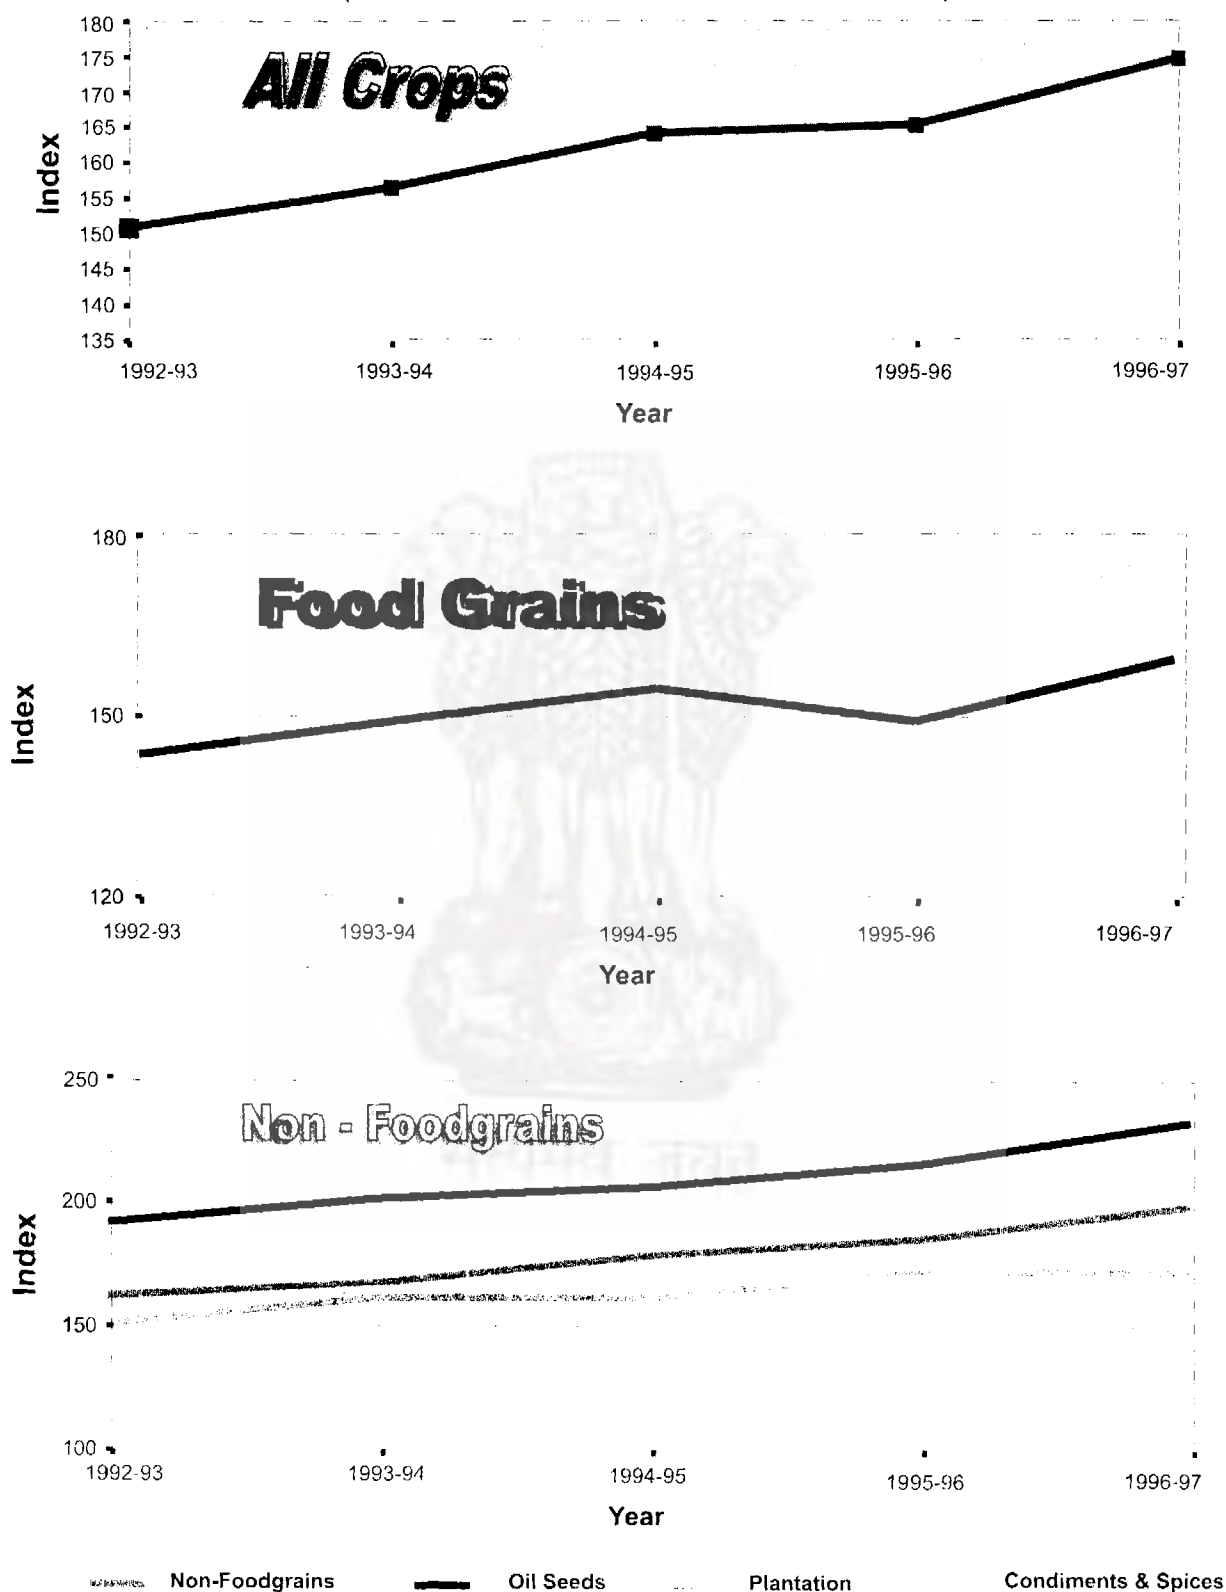 180
All Crops
175
170
165
160
155
150
145
140
135
Index
1992-93 1993-94 1994-95 1995-96 1996-97
Year
180
Food Grains
150
120
Index
1992-93 1993-94 1994-95 1995-96 1996-97
Year
250
Non - Foodgrains
200
150
100
Index
1992-93 1993-94 1994-95 1995-96 1996-97
Year
Non-Foodgrains Oil Seeds Plantation Condiments & Spices